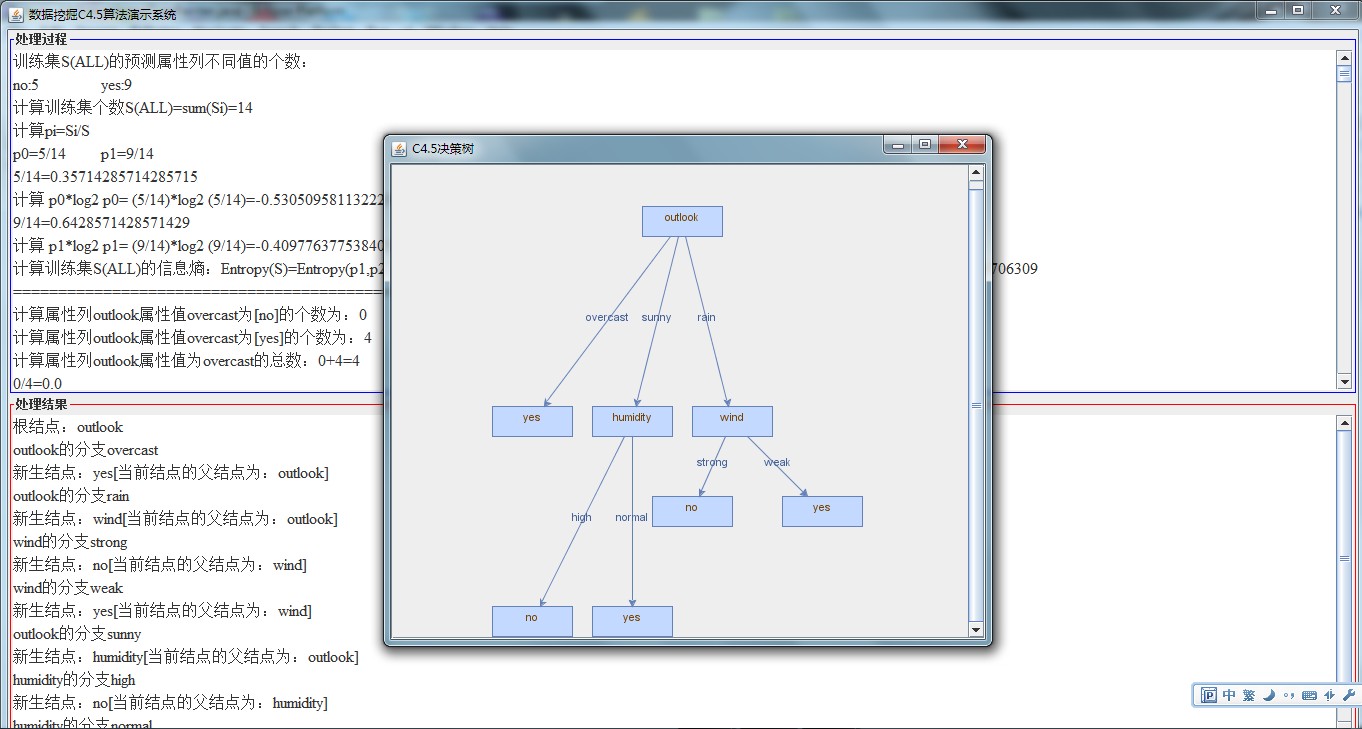 数据挖掘C4.5算法演示系统
处理过程
训练集S(ALL)的预测属性列不同值的个数：
no:5 yes:9
计算训练集个数S(ALL)=sum(Si)=14
计算pi=Si/S
p0=5/14 p1=9/14
5/14=0.35714285714285715
计算 p0*log2 p0= (5/14)*log2 (5/14)=-0.53050958113222
9/14=0.6428571428571429
计算 p1*log2 p1= (9/14)*log2 (9/14)=-0.40977637753840
计算训练集S(ALL)的信息熵：Entropy(S)=Entropy(p1,p2
706309
计算属性列outlook属性值overcast为[no]的个数为：0
计算属性列outlook属性值overcast为[yes]的个数为：4
计算属性列outlook属性值为overcast的总数：0+4=4
0/4=0.0
处理结果
根结点：outlook
outlook的分支overcast
新生结点：yes[当前结点的父结点为：outlook]
outlook的分支rain
新生结点：wind[当前结点的父结点为：outlook]
wind的分支strong
新生结点：no[当前结点的父结点为：wind]
wind的分支weak
新生结点：yes[当前结点的父结点为：wind]
outlook的分支sunny
新生结点：humidity[当前结点的父结点为：outlook]
humidity的分支high
新生结点：no[当前结点的父结点为：humidity]
humidity的分支normal
C4.5决策树
outlook
overcast sunny rain
yes humidity wind
strong weak
no yes
high normal
no yes
中 繁